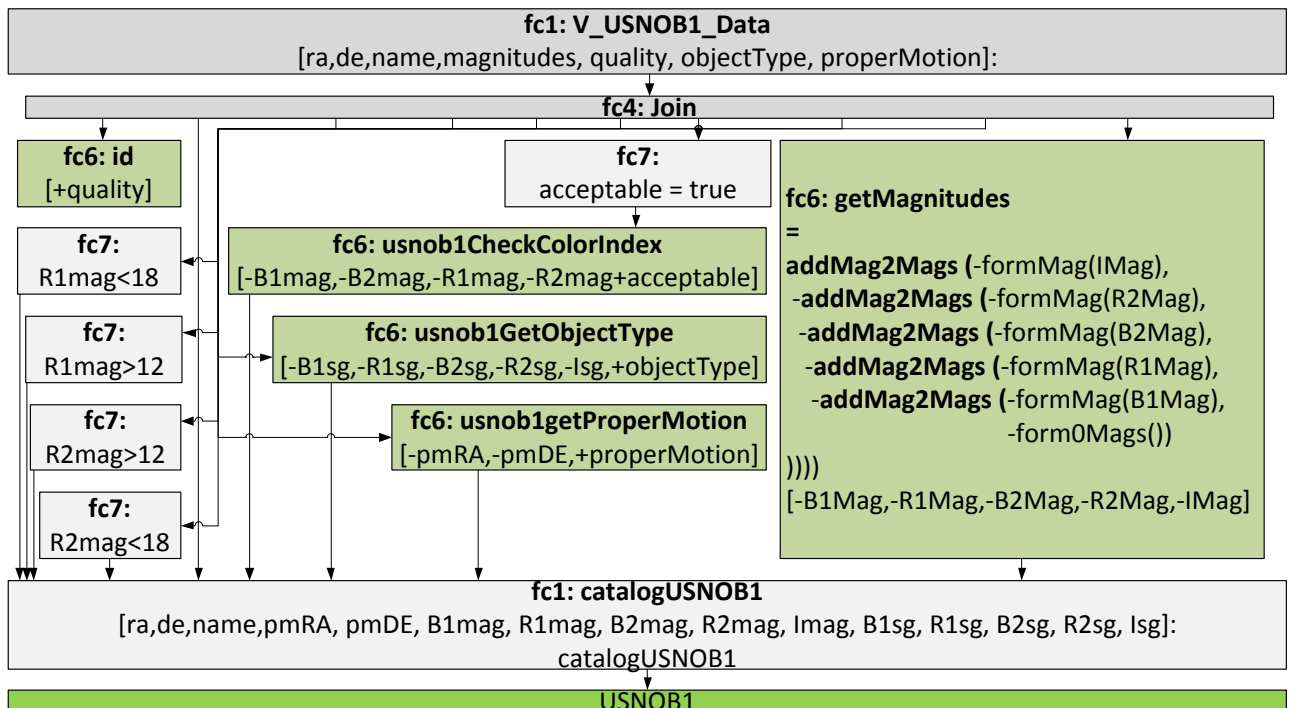 fc1: V_USNOB1_Data
[ra,de,name,magnitudes, quality, objectType, properMotion]:
fc4: Join
fc6: id
[+quality]
fc7:
acceptable = true
fc6: getMagnitudes
=
addMag2Mags (-formMag(IMag),
-addMag2Mags (-formMag(R2Mag),
-addMag2Mags (-formMag(B2Mag),
-addMag2Mags (-formMag(R1Mag),
-addMag2Mags (-formMag(B1Mag),
-form0Mags())
))))
[-B1Mag,-R1Mag,-B2Mag,-R2Mag,-IMag]
fc7:
R1mag<18
fc6: usnob1CheckColorIndex
[-B1mag,-B2mag,-R1mag,-R2mag+acceptable]
fc7:
R1mag>12
fc6: usnob1GetObjectType
[-B1sg,-R1sg,-B2sg,-R2sg,-Isg,+objectType]
fc7:
R2mag>12
fc6: usnob1getProperMotion
[-pmRA,-pmDE,+properMotion]
fc7:
R2mag<18
fc1: catalogUSNOB1
[ra,de,name,pmRA, pmDE, B1mag, R1mag, B2mag, R2mag, Imag, B1sg, R1sg, B2sg, R2sg, Isg]:
catalogUSNOB1
USNOB1